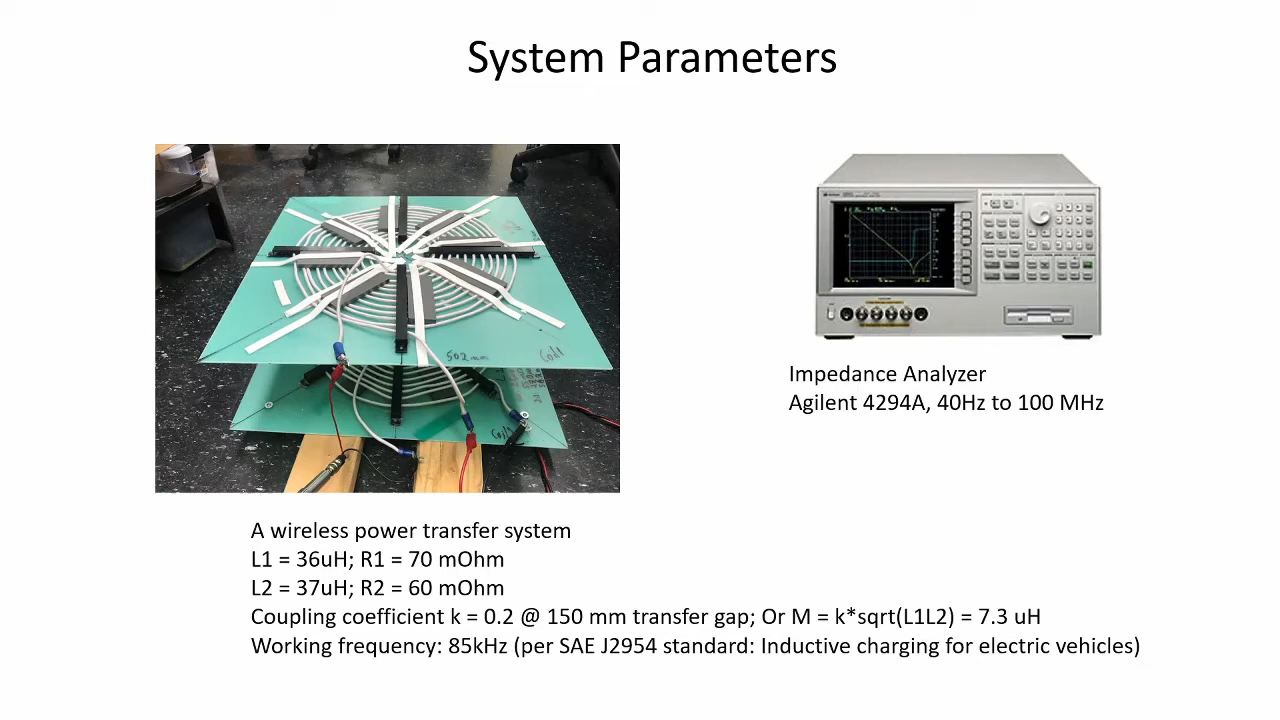 System Parameters
502mm
Coil1
Impedance Analyzer
Agilent 4294A, 40Hz to 100 MHz
A wireless power transfer system
L1 = 36uH; R1 = 70 mOhm
L2 = 37uH; R2 = 60 mOhm
Coupling coefficient k = 0.2 @ 150 mm transfer gap; Or M = k*sqrt(L1L2) = 7.3 uH
Working frequency: 85kHz (per SAE J2954 standard: Inductive charging for electric vehicles)